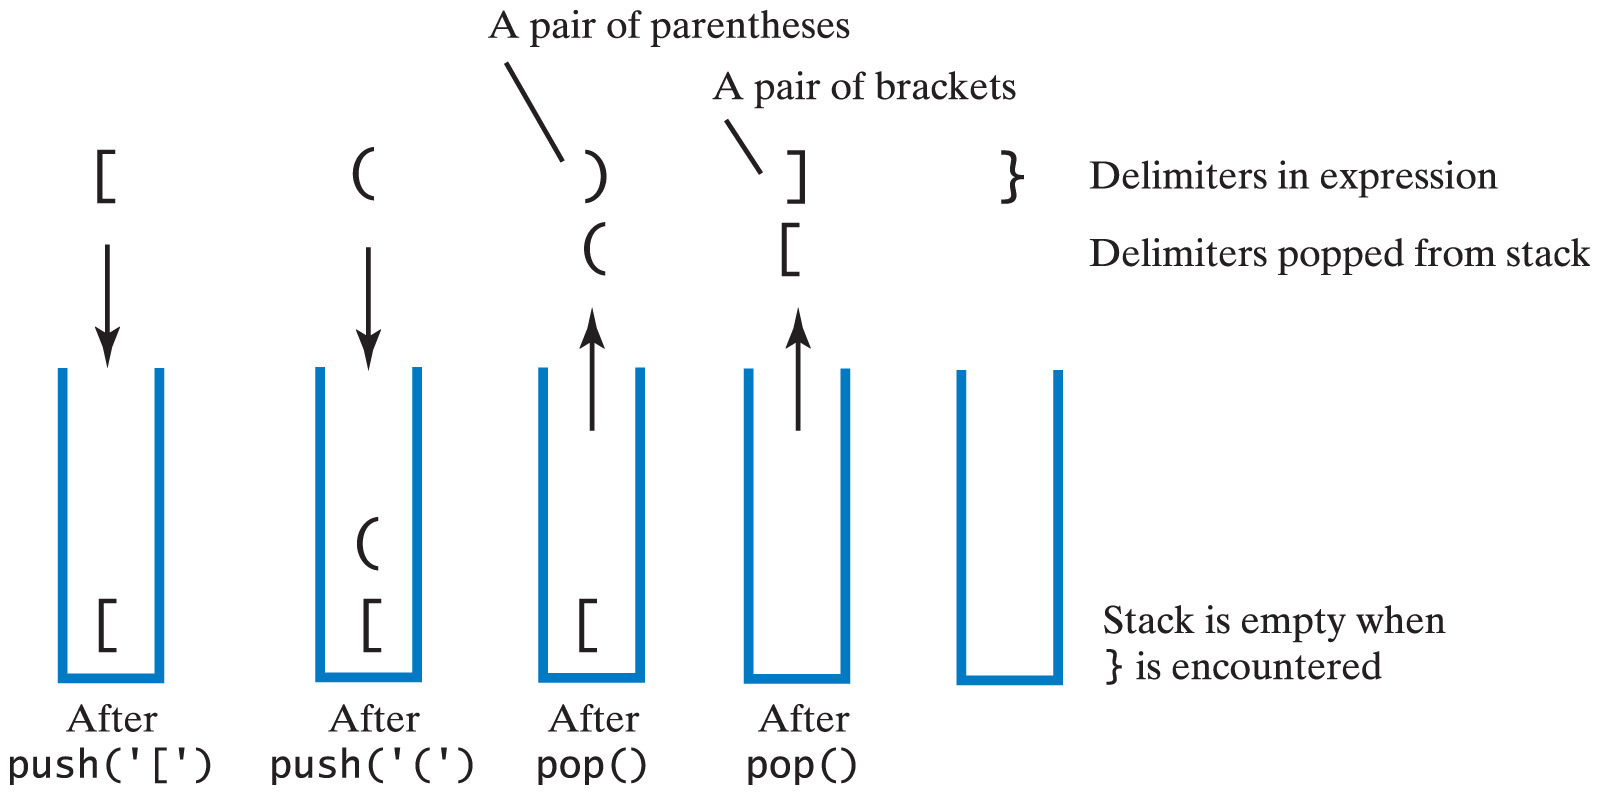 A pair of parentheses
A pair of brackets
[ ( ) ] } Delimiters in expression
( [ Delimiters popped from stack
(
[ [ [
Stack is empty when
} is encountered
After After After After
push('[') push('(') pop() pop()